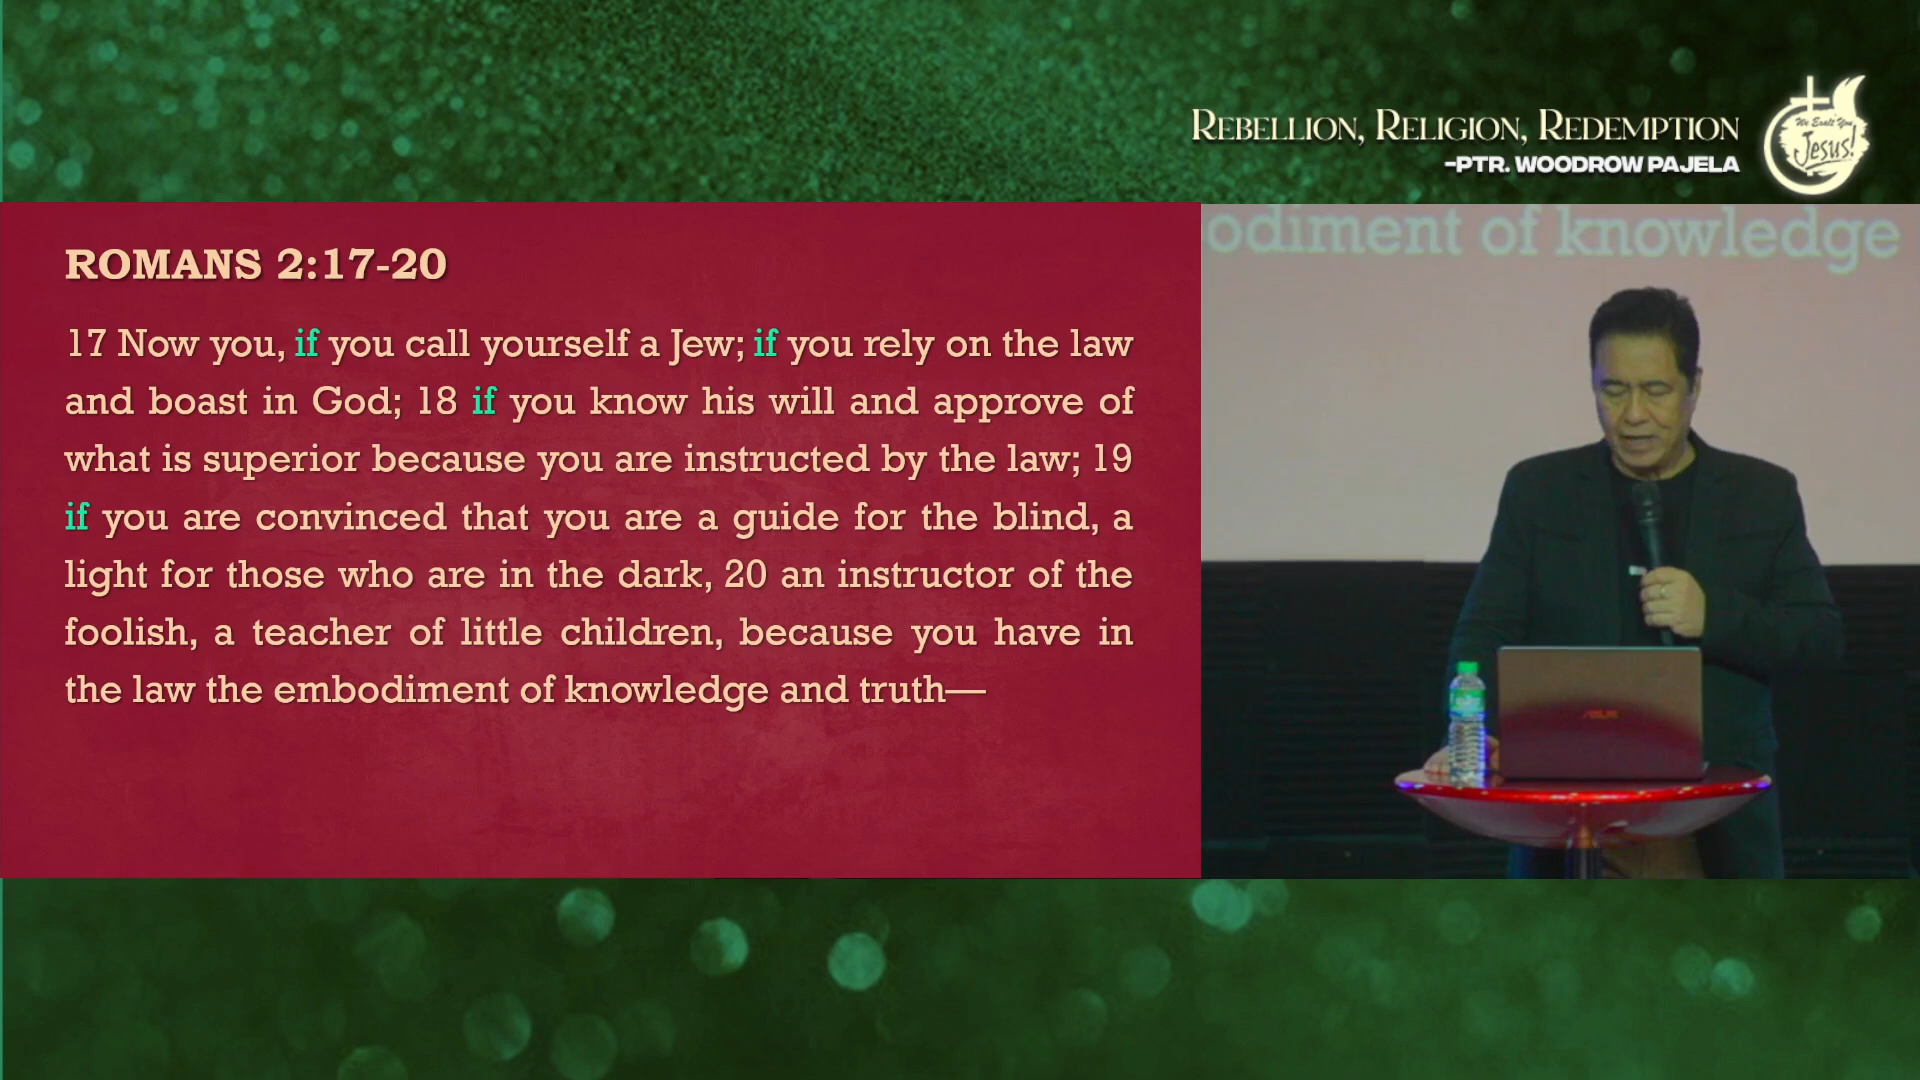 REBELLION, RELIGION, REDEMPTION
-PTR. WOODROW PAJELA
We Exalt You
Jesus!
ROMANS 2:17-20
17 Now you, if you call yourself a Jew; if you rely on the law
and boast in God; 18 if you know his will and approve of
what is superior because you are instructed by the law; 19
if you are convinced that you are a guide for the blind, a
light for those who are in the dark, 20 an instructor of the
foolish, a teacher of little children, because you have in
the law the embodiment of knowledge and truth—
odiment of knowledge
ASUS